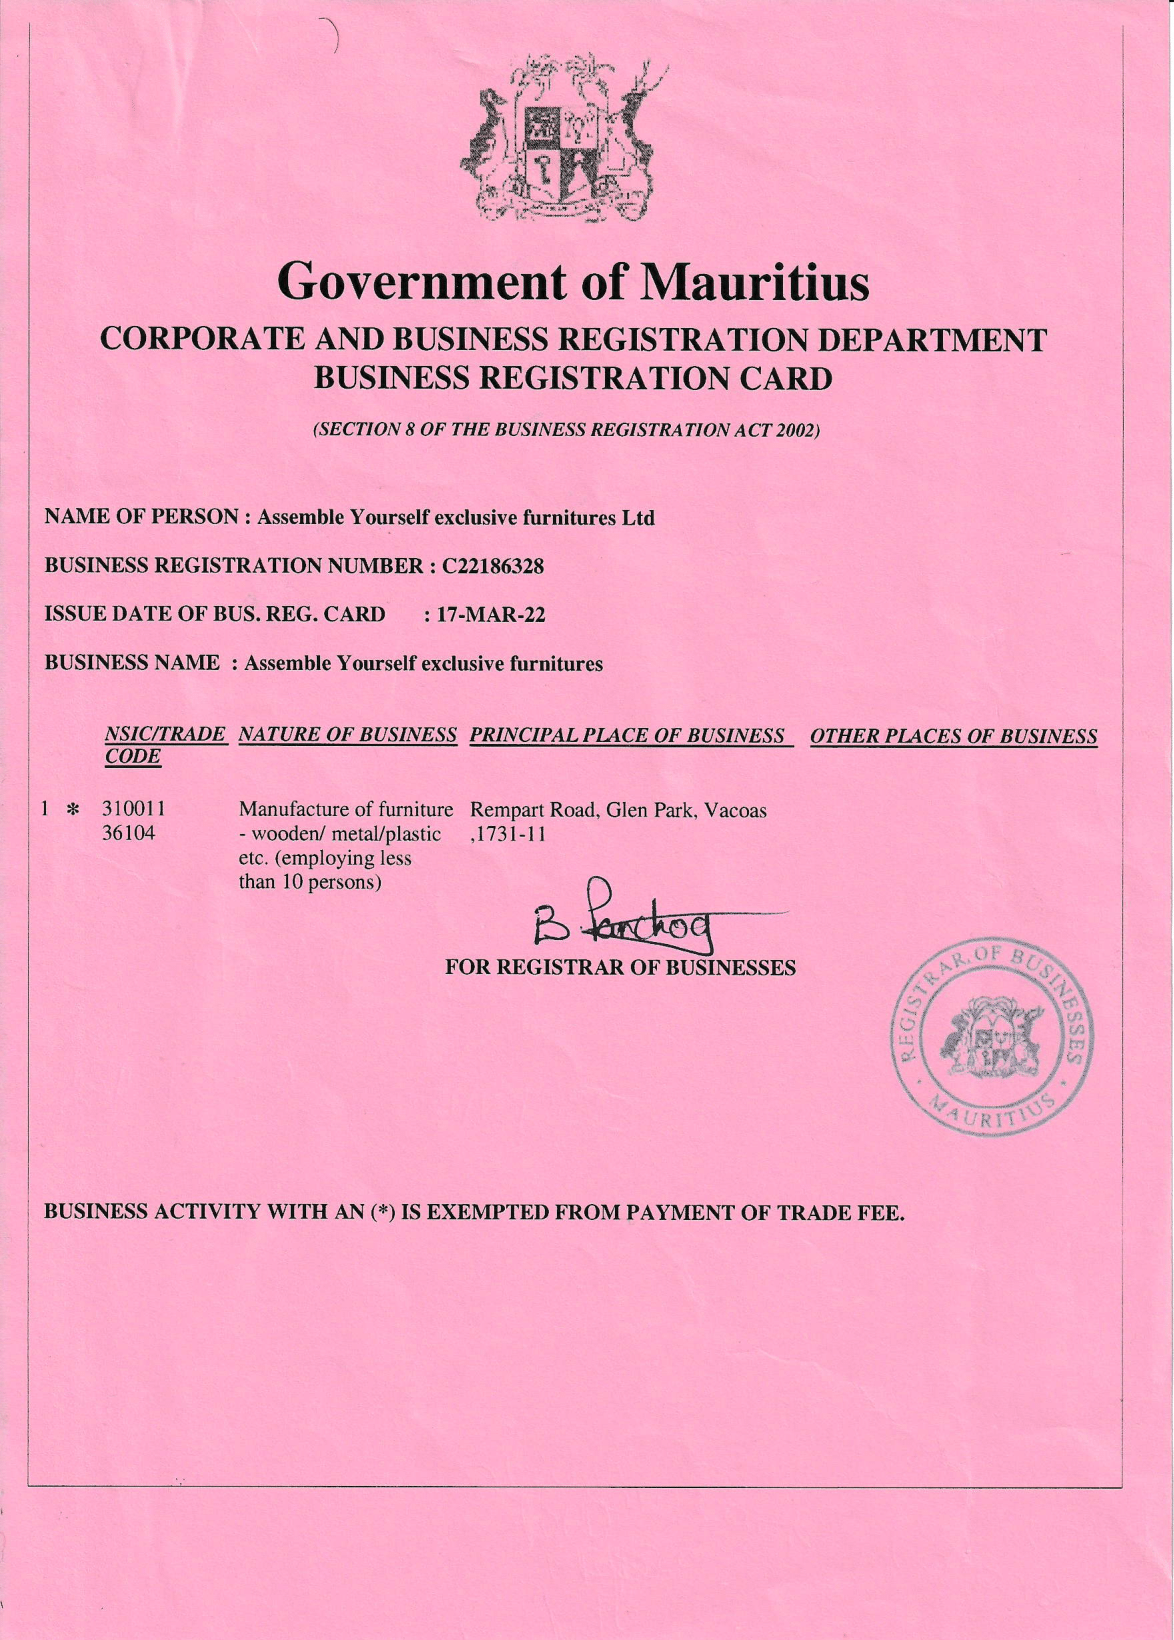 Government of Mauritius
CORPORATE AND BUSINESS REGISTRATION DEPARTMENT
BUSINESS REGISTRATION CARD
(SECTION 8 OF THE BUSINESS REGISTRATION ACT 2002)
NAME OF PERSON : Assemble Yourself exclusive furnitures Ltd
BUSINESS REGISTRATION NUMBER : C22186328
ISSUE DATE OF BUS. REG. CARD : 17-MAR-22
BUSINESS NAME : Assemble Yourself exclusive furnitures
NSIC/TRADE NATURE OF BUSINESS PRINCIPAL PLACE OF BUSINESS OTHER PLACES OF BUSINESS
CODE
1 * 310011 Manufacture of furniture Rempart Road, Glen Park, Vacoas
36104 - wooden/ metal/plastic ,1731-11
etc. (employing less
than 10 persons)
B
FOR REGISTRAR OF BUSINESSES
REGISTRAR OF BUSINESSES
MAURITIUS
BUSINESS ACTIVITY WITH AN (*) IS EXEMPTED FROM PAYMENT OF TRADE FEE.